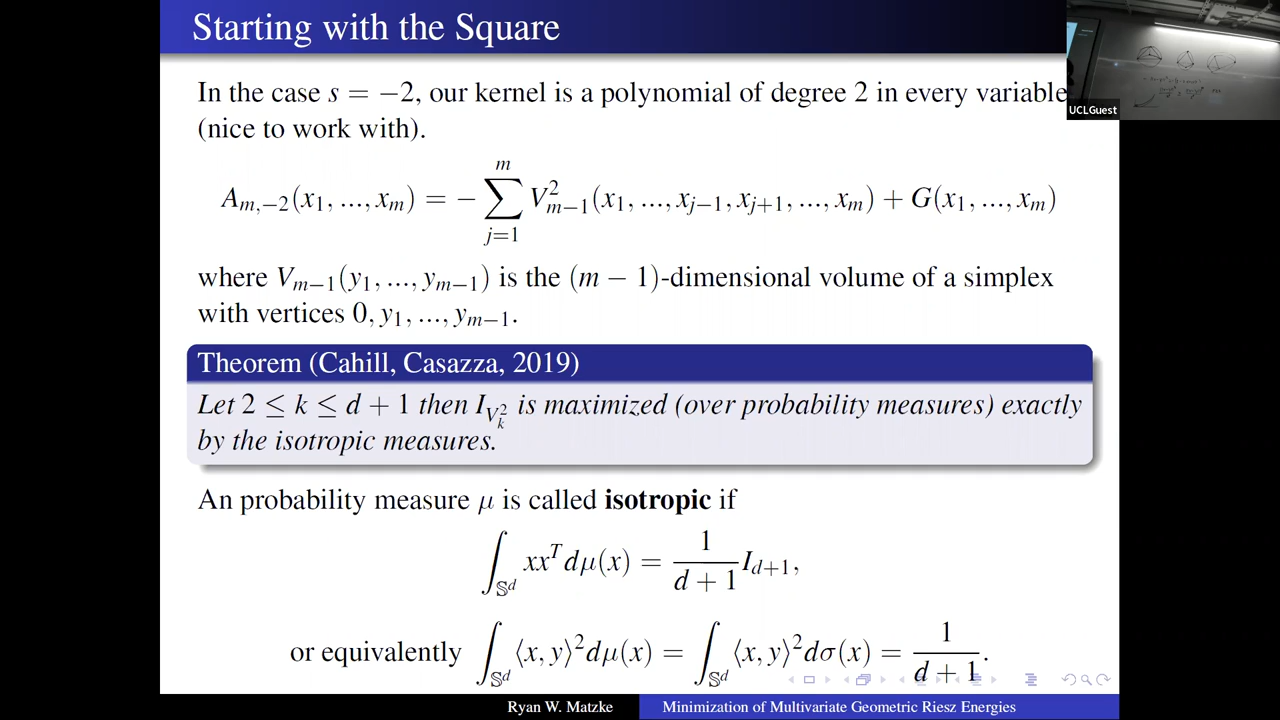 Starting with the Square
UCLGuest
In the case s = −2, our kernel is a polynomial of degree 2 in every variable
(nice to work with).
A_{m,−2}(x_1, ..., x_m) = − \sum_{j=1}^{m} V^2_{m−1}(x_1, ..., x_{j−1}, x_{j+1}, ..., x_m) + G(x_1, ..., x_m)
where V_{m−1}(y_1, ..., y_{m−1}) is the (m − 1)-dimensional volume of a simplex
with vertices 0, y_1, ..., y_{m−1}.
Theorem (Cahill, Casazza, 2019)
Let 2 ≤ k ≤ d + 1 then I_{V_k^2} is maximized (over probability measures) exactly
by the isotropic measures.
An probability measure μ is called isotropic if
∫_{𝕊^d} xx^T dμ(x) = \frac{1}{d + 1} I_{d+1},
or equivalently ∫_{𝕊^d} ⟨x, y⟩^2 dμ(x) = ∫_{𝕊^d} ⟨x, y⟩^2 dσ(x) = \frac{1}{d + 1}.
Ryan W. Matzke Minimization of Multivariate Geometric Riesz Energies